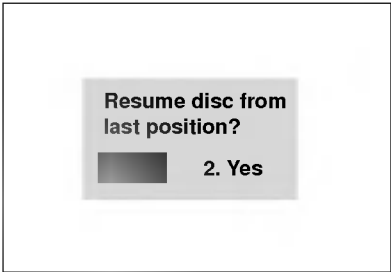 Resume disc from
last position?
2. Yes